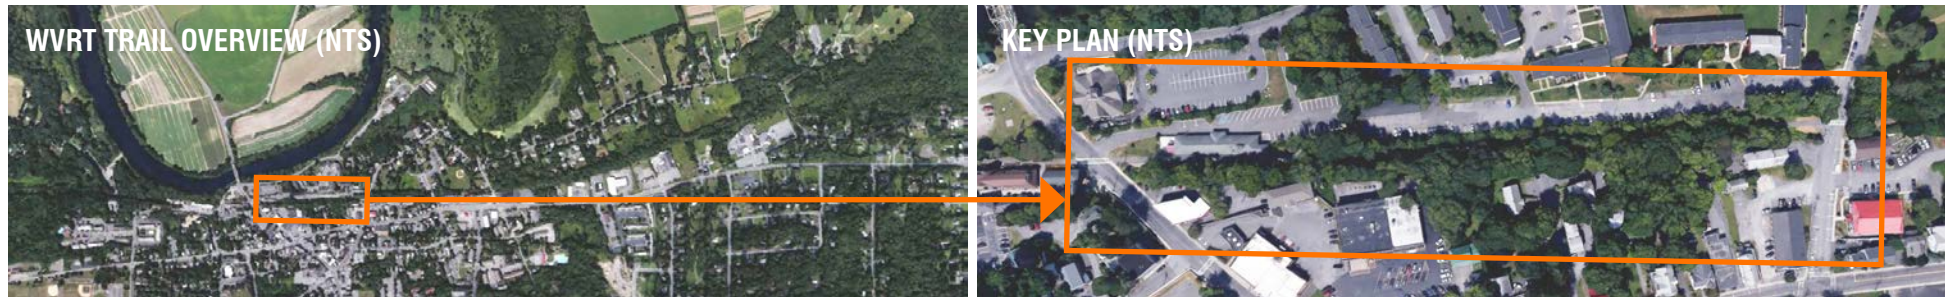 WVRT TRAIL OVERVIEW (NTS)
KEY PLAN (NTS)